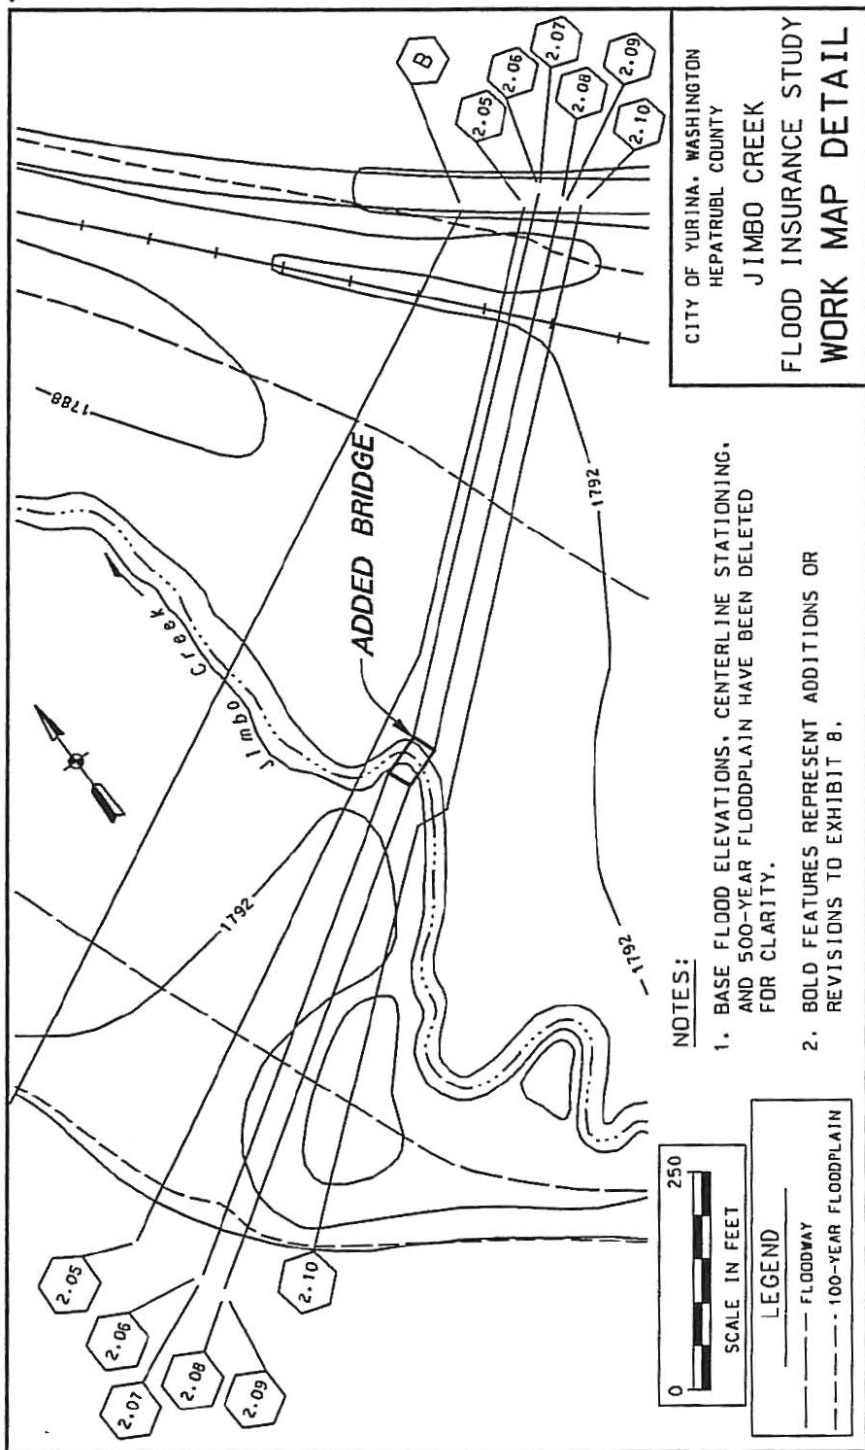 CITY OF YURINA, WASHINGTON
HEPATRUBL COUNTY
JIMBO CREEK
FLOOD INSURANCE STUDY
WORK MAP DETAIL
B
2.05
2.06
2.07
2.08
2.09
2.10
1788
ADDED BRIDGE
Jimbo Creek
1792
1792
1792
2.05
2.06
2.07
2.08
2.09
2.10
NOTES:
1. BASE FLOOD ELEVATIONS, CENTERLINE STATIONING,
AND 500-YEAR FLOODPLAIN HAVE BEEN DELETED
FOR CLARITY.
2. BOLD FEATURES REPRESENT ADDITIONS OR
REVISIONS TO EXHIBIT B.
0 250
SCALE IN FEET
LEGEND
FLOODWAY
100-YEAR FLOODPLAIN